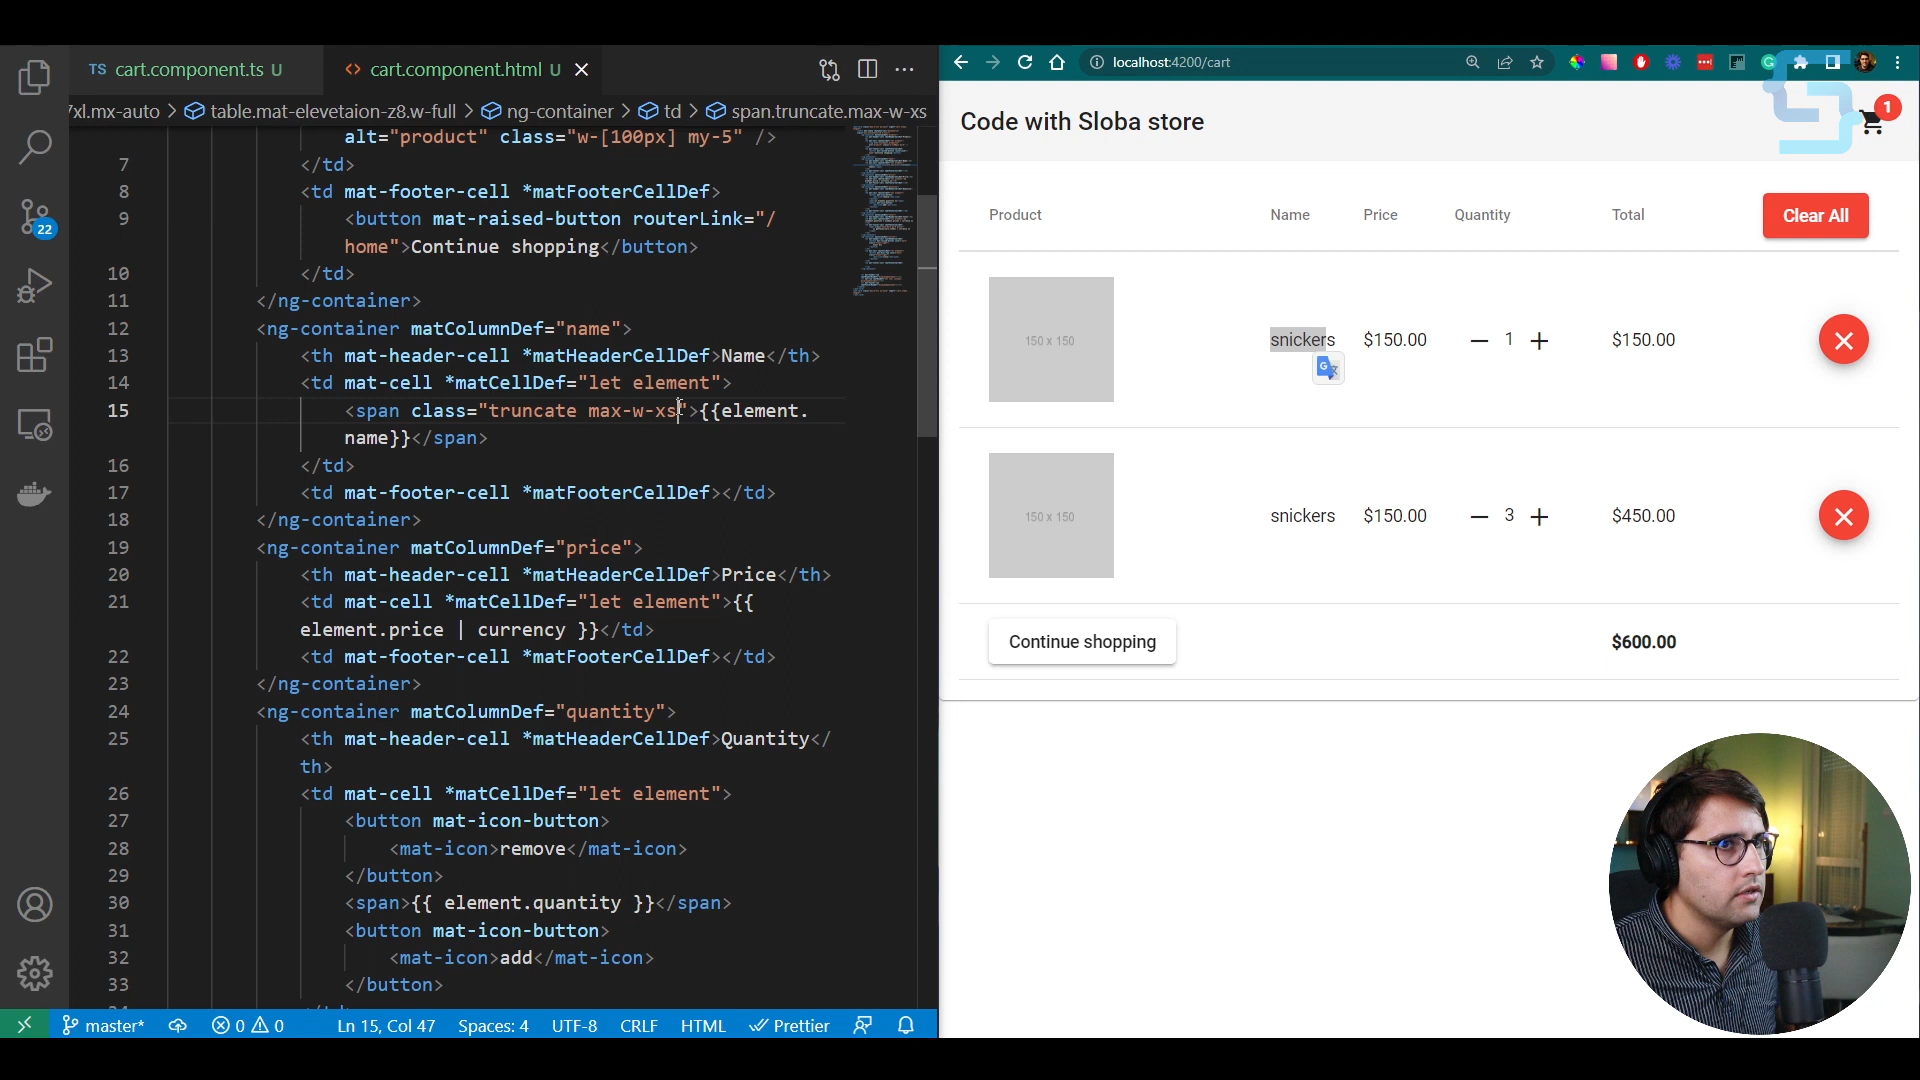 TS cart.component.ts U
<> cart.component.html U
7xl.mx-auto > table.mat-elevetaion-z8.w-full > ng-container > td > span.truncate.max-w-xs
alt="product" class="w-[100px] my-5" />
7 </td>
8 <td mat-footer-cell *matFooterCellDef>
9 <button mat-raised-button routerLink="/
home">Continue shopping</button>
10 </td>
11 </ng-container>
12 <ng-container matColumnDef="name">
13 <th mat-header-cell *matHeaderCellDef>Name</th>
14 <td mat-cell *matCellDef="let element">
15 <span class="truncate max-w-xs">{{element.
name}}</span>
16 </td>
17 <td mat-footer-cell *matFooterCellDef></td>
18 </ng-container>
19 <ng-container matColumnDef="price">
20 <th mat-header-cell *matHeaderCellDef>Price</th>
21 <td mat-cell *matCellDef="let element">{{
element.price | currency }}</td>
22 <td mat-footer-cell *matFooterCellDef></td>
23 </ng-container>
24 <ng-container matColumnDef="quantity">
25 <th mat-header-cell *matHeaderCellDef>Quantity</
th>
26 <td mat-cell *matCellDef="let element">
27 <button mat-icon-button>
28 <mat-icon>remove</mat-icon>
29 </button>
30 <span>{{ element.quantity }}</span>
31 <button mat-icon-button>
32 <mat-icon>add</mat-icon>
33 </button>
22
master* 0 0 Ln 15, Col 47 Spaces: 4 UTF-8 CRLF HTML Prettier
localhost:4200/cart
Code with Sloba store
1
Product Name Price Quantity Total Clear All
150 x 150 snickers $150.00 1 $150.00
150 x 150 snickers $150.00 3 $450.00
Continue shopping $600.00